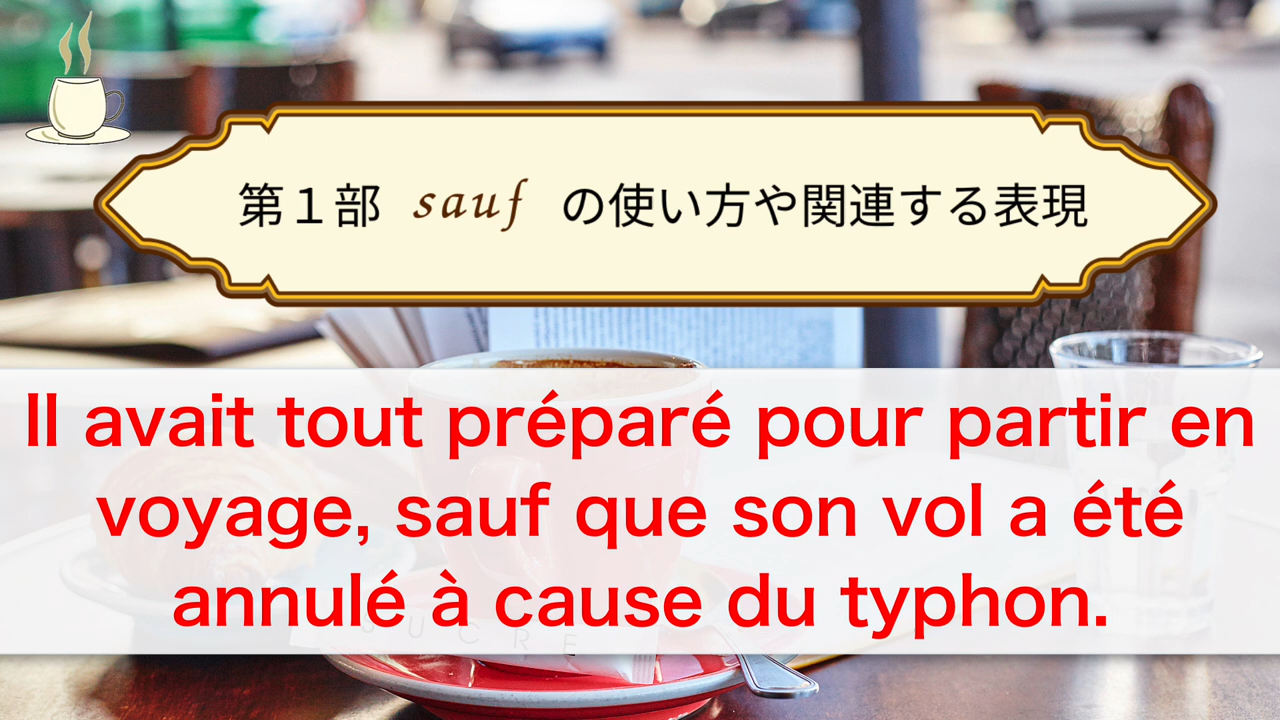 第１部 sauf の使い方や関連する表現
Il avait tout préparé pour partir en
voyage, sauf que son vol a été
annulé à cause du typhon.
SUCRE